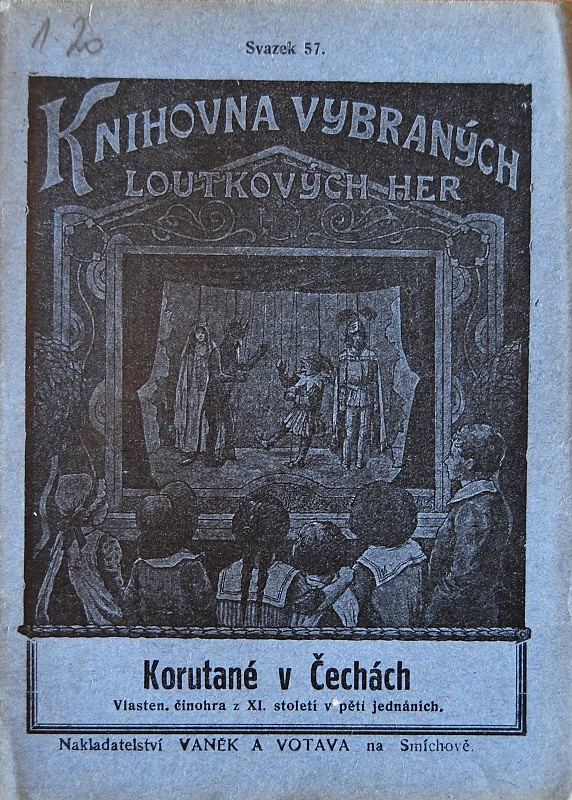 1·20
Svazek 57.
KNIHOVNA VYBRANÝCH
LOUTKOVÝCH HER
Korutané v Čechách
Vlasten. činohra z XI. století v pěti jednáních.
Nakladatelství VANĚK A VOTAVA na Smíchově.